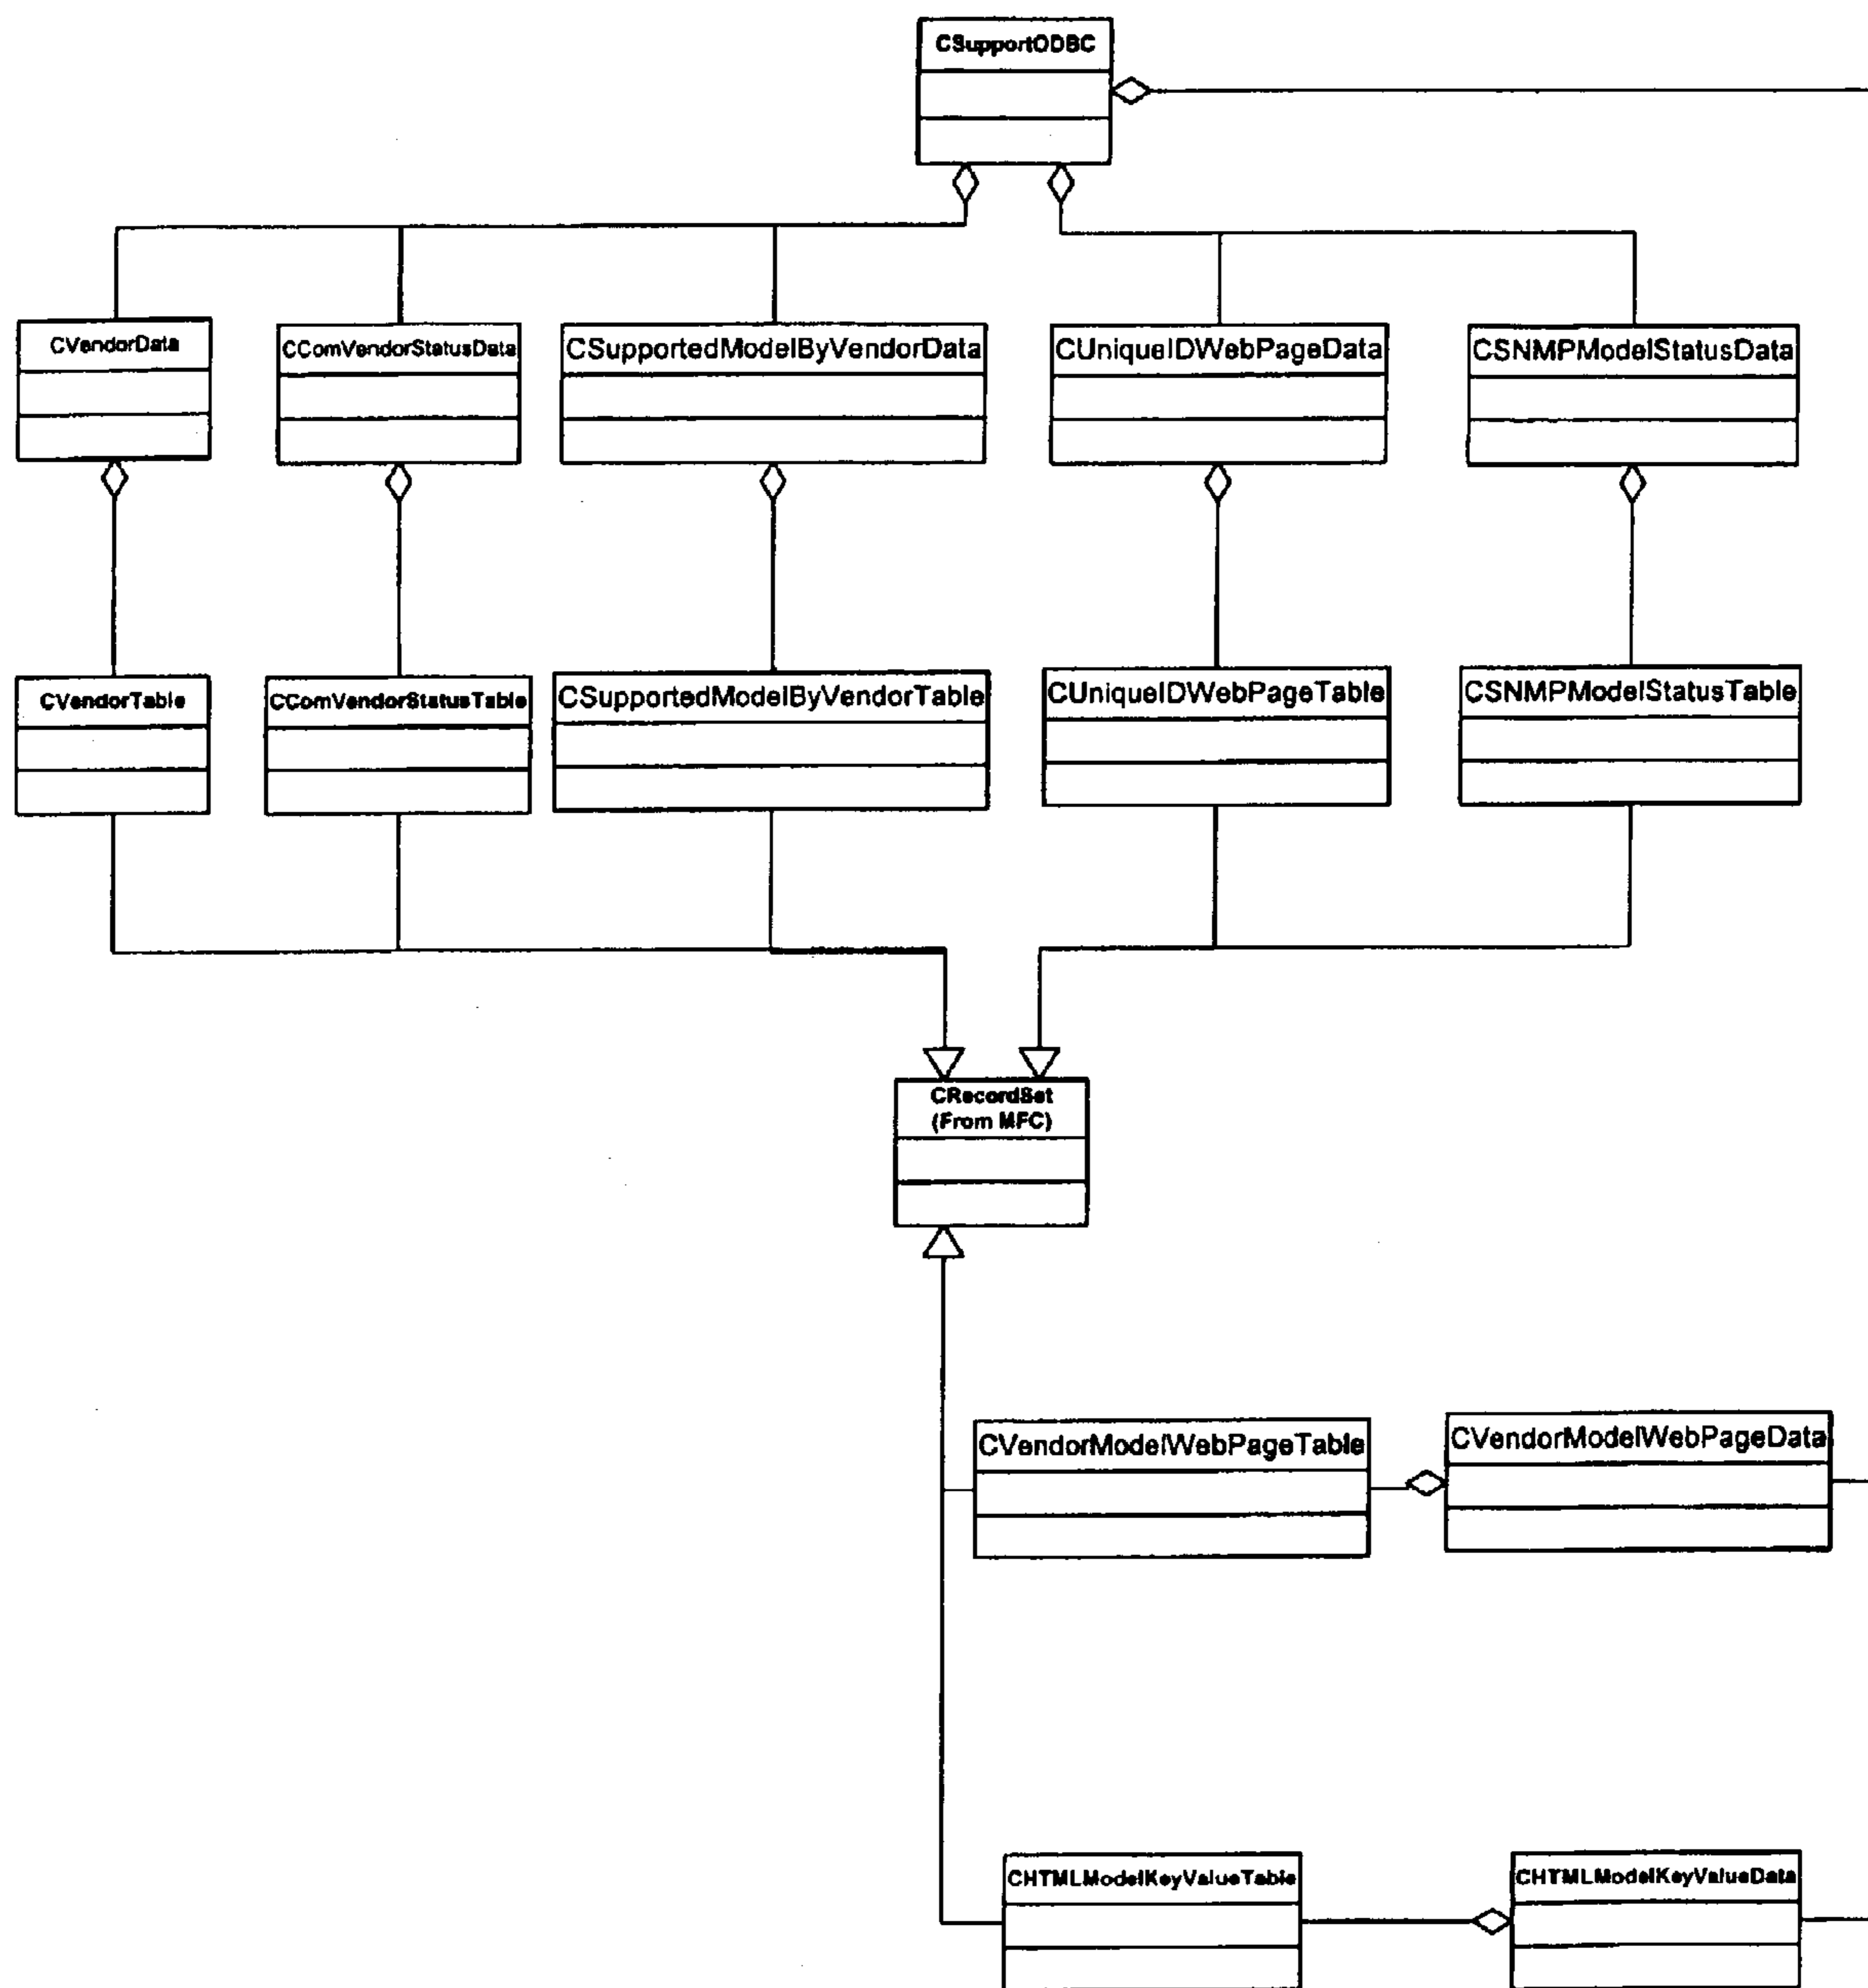 CSupportODBC
CVendorData
CComVendorStatusData
CSupportedModelByVendorData
CUniqueIDWebPageData
CSNMPModelStatusData
CVendorTable
CComVendorStatusTable
CSupportedModelByVendorTable
CUniqueIDWebPageTable
CSNMPModelStatusTable
CRecordSet
(From MFC)
CVendorModelWebPageTable
CVendorModelWebPageData
CHTMLModelKeyValueTable
CHTMLModelKeyValueData